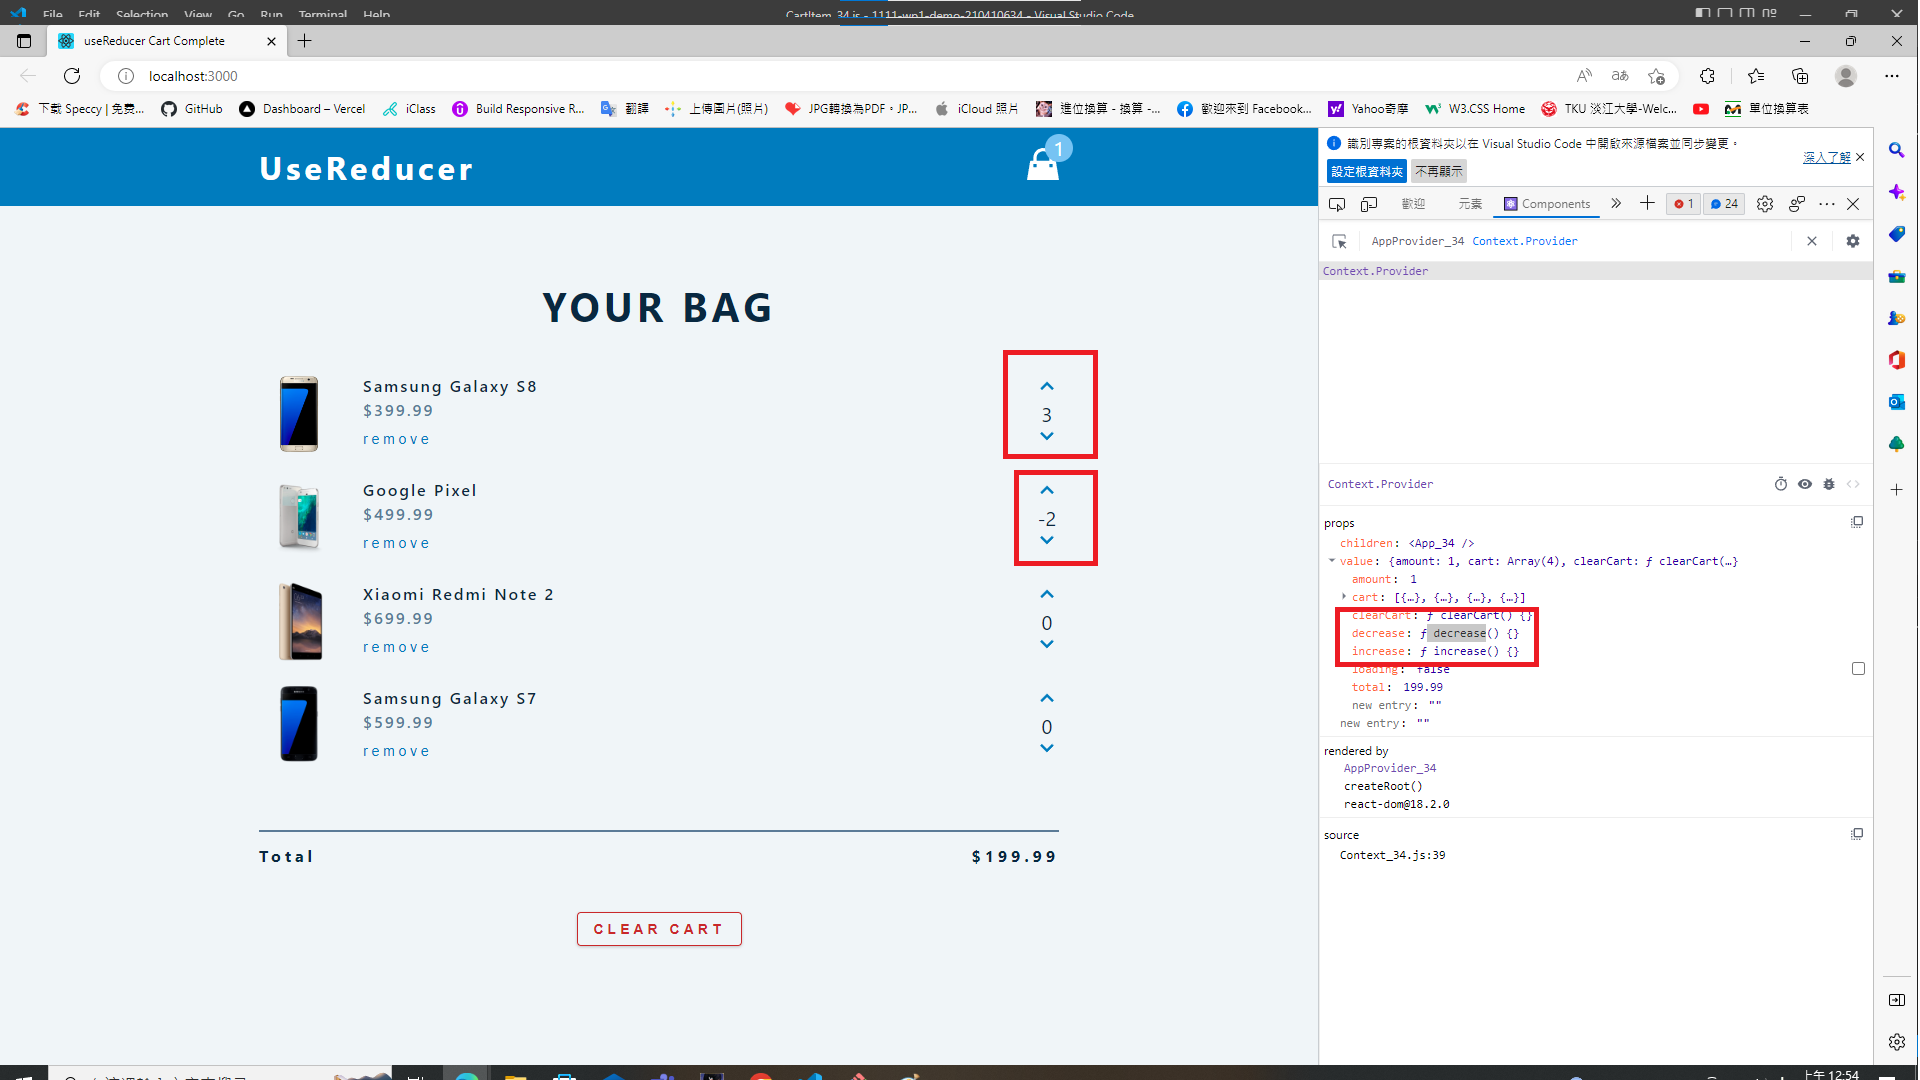 File Edit Selection View Go Run Terminal Help
CartItem_34.js - 1111-wp1-demo-210410634 - Visual Studio Code
useReducer Cart Complete
localhost:3000
下載 Speccy | 免費...
GitHub
Dashboard – Vercel
iClass
Build Responsive R...
翻譯
上傳圖片(照片)
JPG轉換為PDF。JP...
iCloud 照片
進位換算 - 換算 -...
歡迎來到 Facebook...
Yahoo奇摩
W3.CSS Home
TKU 淡江大學-Welc...
單位換算表
UseReducer
1
YOUR BAG
Samsung Galaxy S8
$399.99
remove
3
Google Pixel
$499.99
remove
-2
Xiaomi Redmi Note 2
$699.99
remove
0
Samsung Galaxy S7
$599.99
remove
0
Total $199.99
CLEAR CART
識別專案的根資料夾以在 Visual Studio Code 中開啟來源檔案並同步變更。
深入了解
設定根資料夾 不再顯示
歡迎 元素 Components 1 24
AppProvider_34 Context.Provider
Context.Provider
Context.Provider
props
children: <App_34 />
value: {amount: 1, cart: Array(4), clearCart: ƒ clearCart(…}
amount: 1
cart: [{…}, {…}, {…}, {…}]
clearCart: ƒ clearCart() {}
decrease: ƒ decrease() {}
increase: ƒ increase() {}
loading: false
total: 199.99
new entry: ""
new entry: ""
rendered by
AppProvider_34
createRoot()
react-dom@18.2.0
source
Context_34.js:39
上午 12:54